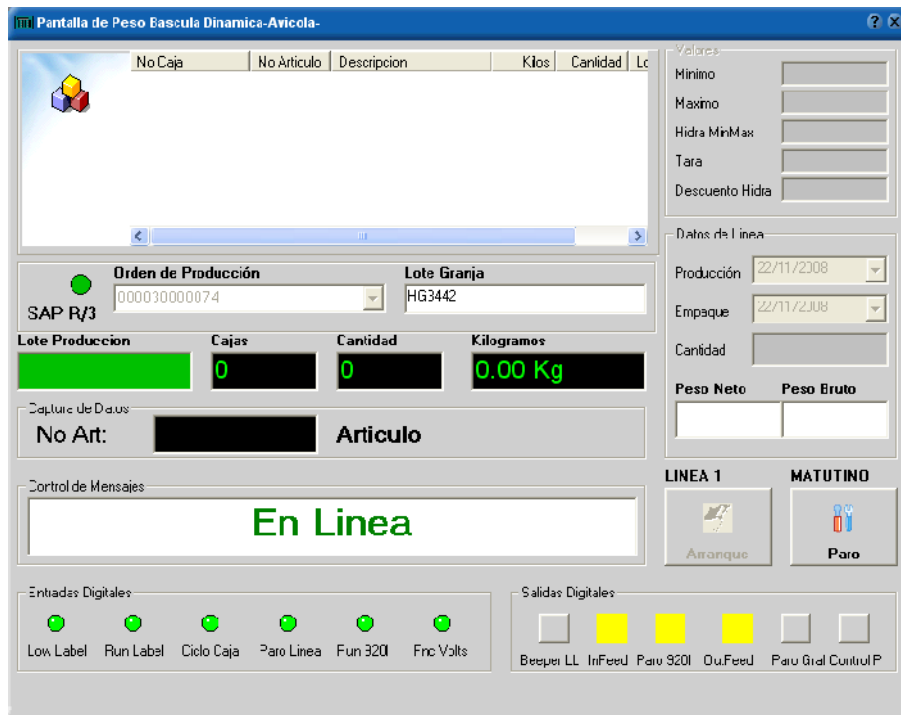 Pantalla de Peso Bascula Dinamica-Avicola-
No Caja No Articulo Descripcion Kilos Cantidad Lc
Valores
Minimo
Maximo
Hidra MinMax
Tara
Descuento Hidra
Datos de Linea
Producción 22/11/2008
Empaque 22/11/2008
Cantidad
Peso Neto Peso Bruto
SAP R/3
Orden de Producción
000030000074
Lote Granja
HG3442
Lote Produccion Cajas Cantidad Kilogramos
0 0 0.00 Kg
Captura de Datos
No Art: Articulo
Control de Mensajes
En Linea
LINEA 1 MATUTINO
Arranque Paro
Entradas Digitales
Low Label Run Label Ciclo Caja Paro Linea Fun 920I Enc Volts
Salidas Digitales
Beeper LL InFeed Paro 920I OutFeed Paro Gral Control P